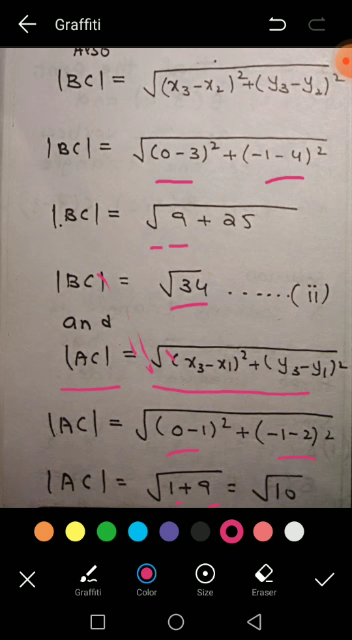 Graffiti
Also
|BC| = √(x₃-x₂)²+(y₃-y₂)²
|BC| = √(0-3)²+(-1-4)²
|BC| = √9+25
|BC| = √34 ......(ii)
and
|AC| = √(x₃-x₁)²+(y₃-y₁)²
|AC| = √(0-1)²+(-1-2)²
|AC| = √1+9 = √10
Graffiti Color Size Eraser